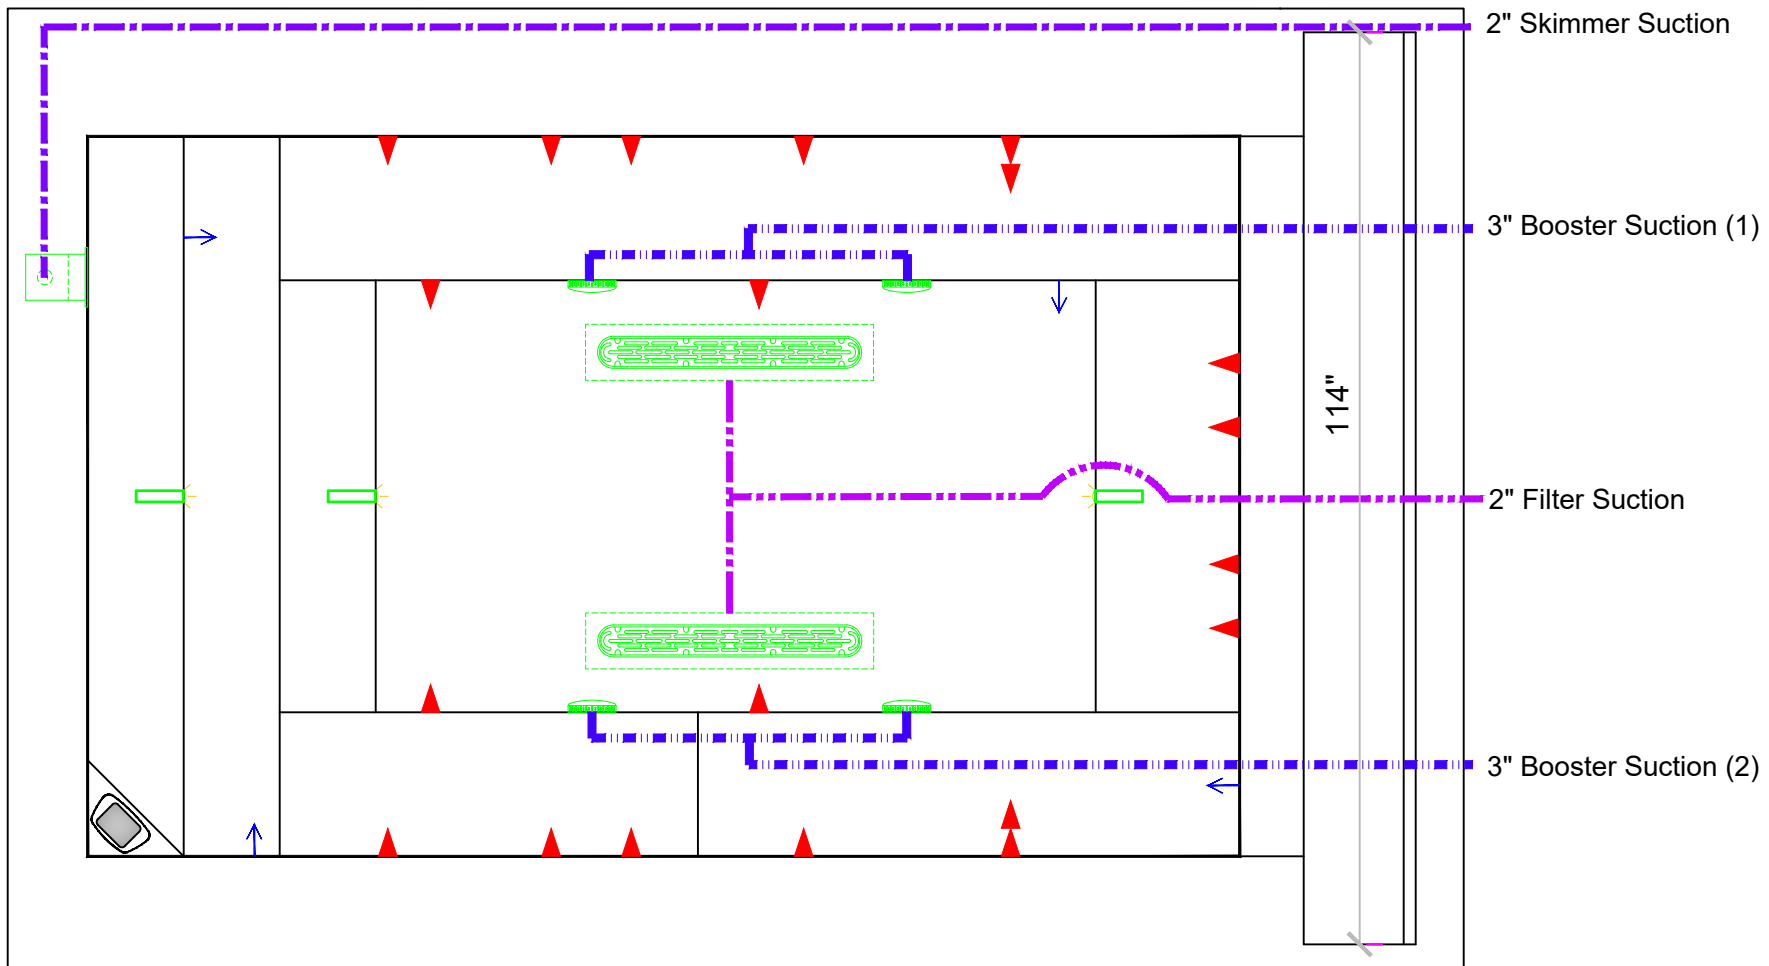 2" Skimmer Suction
3" Booster Suction (1)
114"
2" Filter Suction
3" Booster Suction (2)